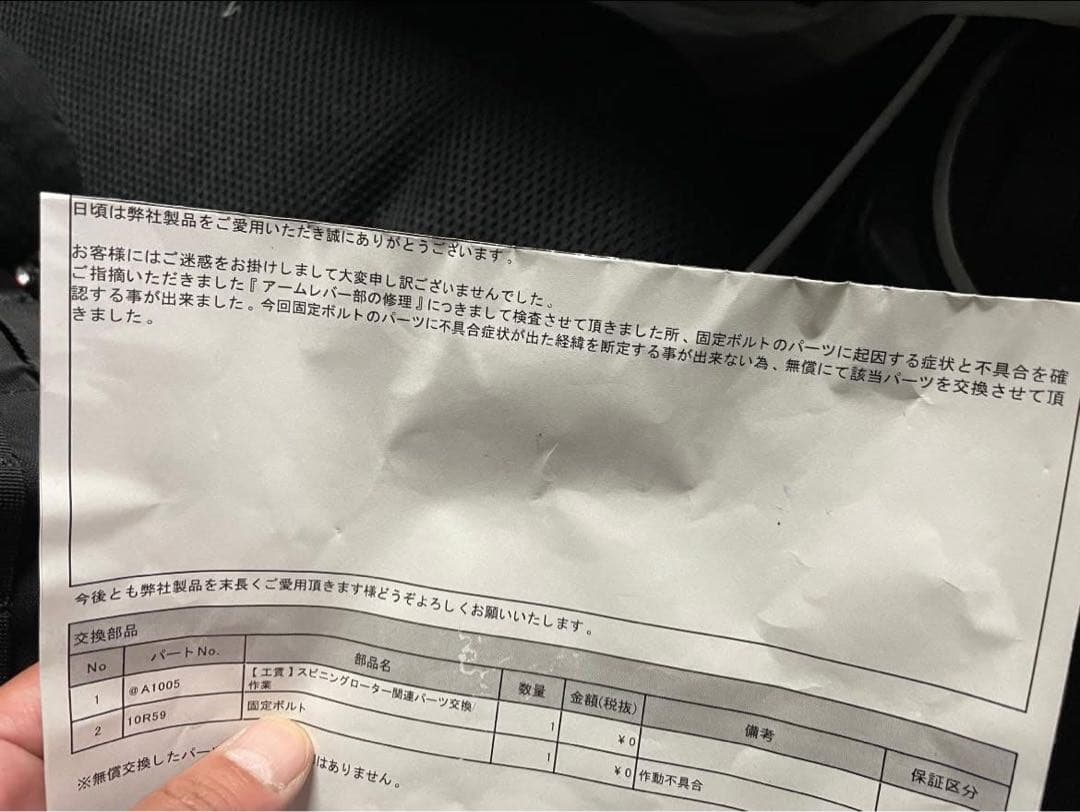 日頃は弊社製品をご愛用いただき誠にありがとうございます。
お客様にはご迷惑をお掛けしまして大変申し訳ございませんでした。
ご指摘いただきました『アームレバー部の修理』につきまして検査させて頂きました所、固定ボルトのパーツに起因する症状と不具合を確
認する事が出来ました。今回固定ボルトのパーツに不具合症状が出た経緯を断定する事が出来ない為、無償にて該当パーツを交換させて頂
きました。
今後とも弊社製品を末長くご愛用頂きます様どうぞよろしくお願いいたします。
交換部品
No パートNo. 部品名 数量 金額(税抜) 備考 保証区分
1 @A1005 【工賃】スピニングローター関連パーツ交換/
作業 1 ¥0
2 10R59 固定ボルト 1 ¥0 作動不具合
※無償交換したパー はありません。